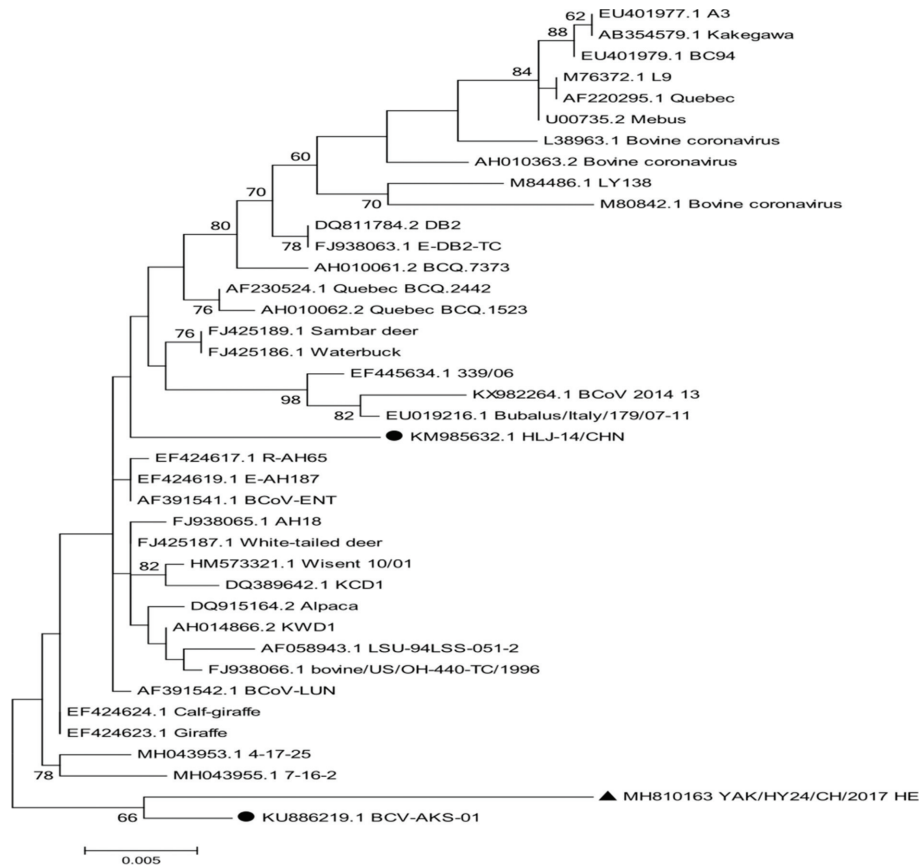 62
EU401977.1 A3
88
AB354579.1 Kakegawa
EU401979.1 BC94
84
M76372.1 L9
AF220295.1 Quebec
U00735.2 Mebus
L38963.1 Bovine coronavirus
60
AH010363.2 Bovine coronavirus
70
M84486.1 LY138
70
M80842.1 Bovine coronavirus
80
DQ811784.2 DB2
78
FJ938063.1 E-DB2-TC
AH010061.2 BCQ.7373
AF230524.1 Quebec BCQ.2442
76
AH010062.2 Quebec BCQ.1523
76
FJ425189.1 Sambar deer
FJ425186.1 Waterbuck
EF445634.1 339/06
98
KX982264.1 BCoV 2014 13
82
EU019216.1 Bubalus/Italy/179/07-11
KM985632.1 HLJ-14/CHN
EF424617.1 R-AH65
EF424619.1 E-AH187
AF391541.1 BCoV-ENT
FJ938065.1 AH18
FJ425187.1 White-tailed deer
82
HM573321.1 Wisent 10/01
DQ389642.1 KCD1
DQ915164.2 Alpaca
AH014866.2 KWD1
AF058943.1 LSU-94LSS-051-2
FJ938066.1 bovine/US/OH-440-TC/1996
AF391542.1 BCoV-LUN
EF424624.1 Calf-giraffe
EF424623.1 Giraffe
MH043953.1 4-17-25
78
MH043955.1 7-16-2
MH810163 YAK/HY24/CH/2017 HE
66
KU886219.1 BCV-AKS-01
0.005